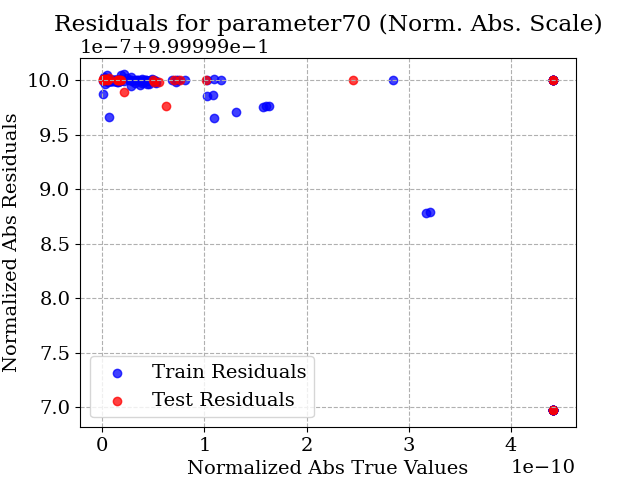 Residuals for parameter70 (Norm. Abs. Scale)
1e-7+9.99999e-1
10.0
9.5
9.0
8.5
8.0
7.5
7.0
Normalized Abs Residuals
Train Residuals
Test Residuals
0 1 2 3 4
Normalized Abs True Values
1e-10